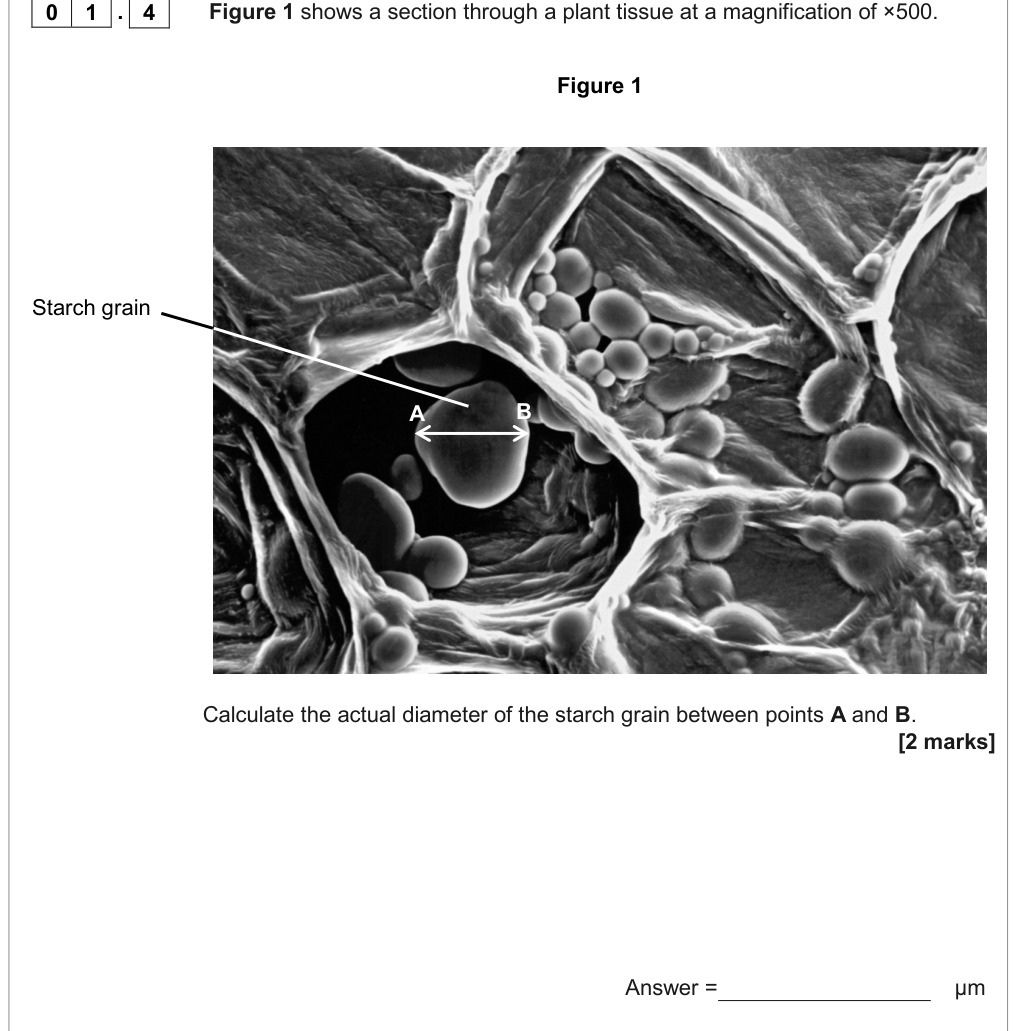 0 1 . 4 Figure 1 shows a section through a plant tissue at a magnification of ×500.
Figure 1
Starch grain
A B
Calculate the actual diameter of the starch grain between points A and B.
[2 marks]
Answer = µm